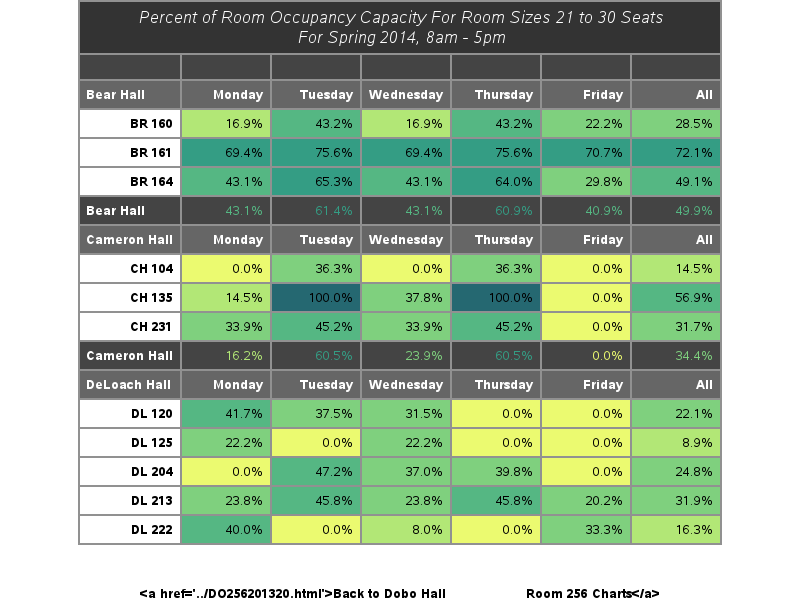 Percent of Room Occupancy Capacity For Room Sizes 21 to 30 Seats
For Spring 2014, 8am - 5pm
Bear Hall Monday Tuesday Wednesday Thursday Friday All
BR 160 16.9% 43.2% 16.9% 43.2% 22.2% 28.5%
BR 161 69.4% 75.6% 69.4% 75.6% 70.7% 72.1%
BR 164 43.1% 65.3% 43.1% 64.0% 29.8% 49.1%
Bear Hall 43.1% 61.4% 43.1% 60.9% 40.9% 49.9%
Cameron Hall Monday Tuesday Wednesday Thursday Friday All
CH 104 0.0% 36.3% 0.0% 36.3% 0.0% 14.5%
CH 135 14.5% 100.0% 37.8% 100.0% 0.0% 56.9%
CH 231 33.9% 45.2% 33.9% 45.2% 0.0% 31.7%
Cameron Hall 16.2% 60.5% 23.9% 60.5% 0.0% 34.4%
DeLoach Hall Monday Tuesday Wednesday Thursday Friday All
DL 120 41.7% 37.5% 31.5% 0.0% 0.0% 22.1%
DL 125 22.2% 0.0% 22.2% 0.0% 0.0% 8.9%
DL 204 0.0% 47.2% 37.0% 39.8% 0.0% 24.8%
DL 213 23.8% 45.8% 23.8% 45.8% 20.2% 31.9%
DL 222 40.0% 0.0% 8.0% 0.0% 33.3% 16.3%
<a href='../DO256201320.html'>Back to Dobo Hall Room 256 Charts</a>